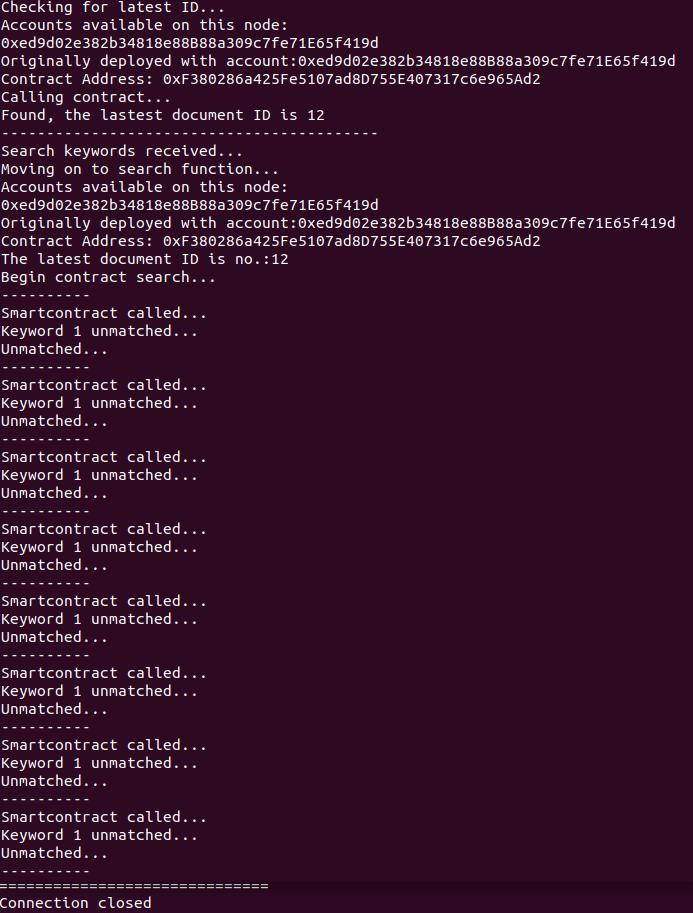 Checking for latest ID...
Accounts available on this node:
0xed9d02e382b34818e88B88a309c7fe71E65f419d
Originally deployed with account:0xed9d02e382b34818e88B88a309c7fe71E65f419d
Contract Address: 0xF380286a425Fe5107ad8D755E407317c6e965Ad2
Calling contract...
Found, the lastest document ID is 12
------------------------------------------
Search keywords received...
Moving on to search function...
Accounts available on this node:
0xed9d02e382b34818e88B88a309c7fe71E65f419d
Originally deployed with account:0xed9d02e382b34818e88B88a309c7fe71E65f419d
Contract Address: 0xF380286a425Fe5107ad8D755E407317c6e965Ad2
The latest document ID is no.:12
Begin contract search...
----------
Smartcontract called...
Keyword 1 unmatched...
Unmatched...
----------
Smartcontract called...
Keyword 1 unmatched...
Unmatched...
----------
Smartcontract called...
Keyword 1 unmatched...
Unmatched...
----------
Smartcontract called...
Keyword 1 unmatched...
Unmatched...
----------
Smartcontract called...
Keyword 1 unmatched...
Unmatched...
----------
Smartcontract called...
Keyword 1 unmatched...
Unmatched...
----------
Smartcontract called...
Keyword 1 unmatched...
Unmatched...
----------
Smartcontract called...
Keyword 1 unmatched...
Unmatched...
----------
==============================
Connection closed